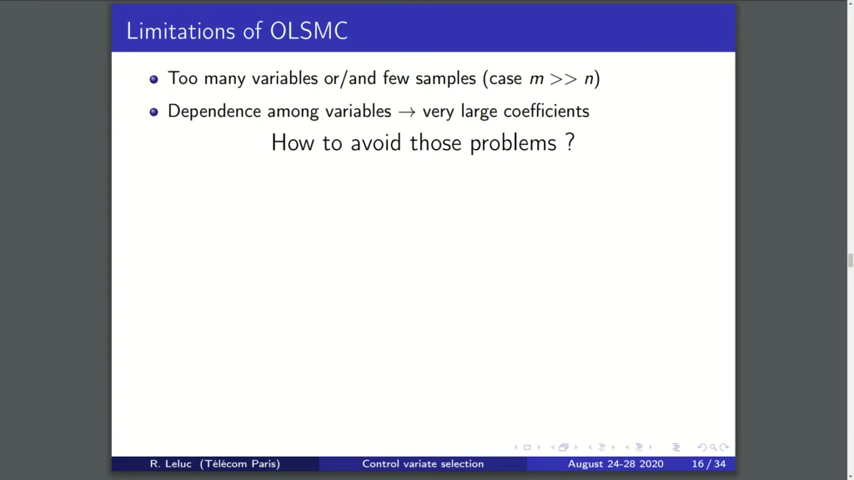 Limitations of OLSMC
Too many variables or/and few samples (case m >> n)
Dependence among variables → very large coefficients
How to avoid those problems ?
R. Leluc (Télécom Paris) Control variate selection August 24-28 2020 16 / 34